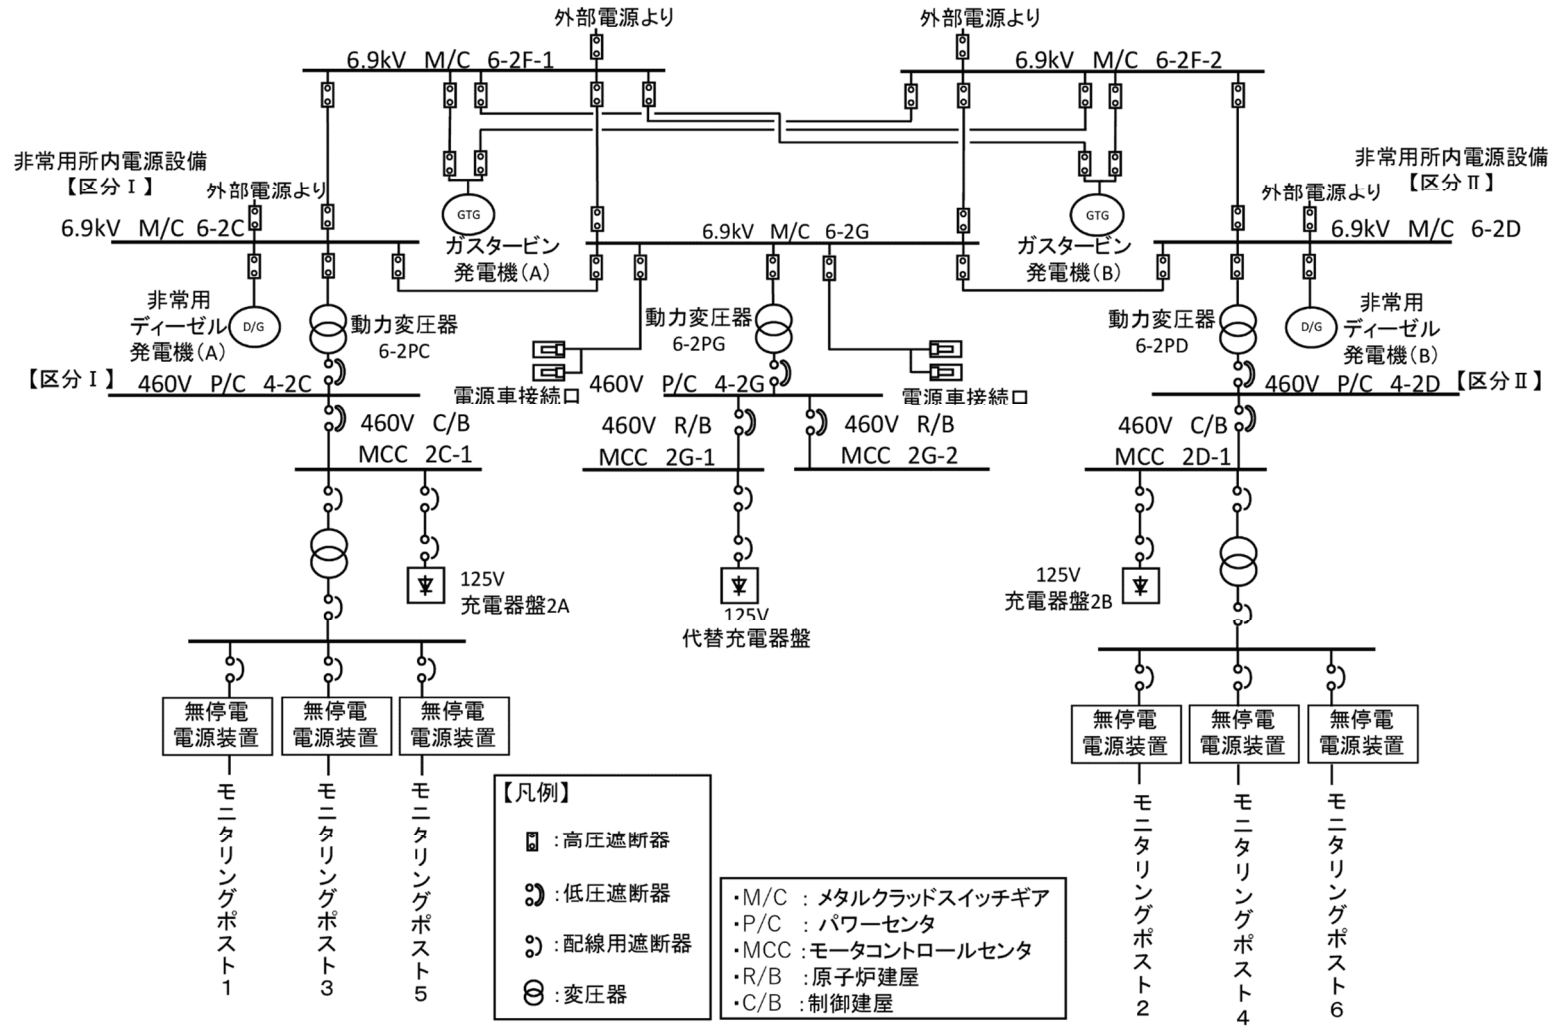 外部電源より
外部電源より
6.9kV M/C 6-2F-1
6.9kV M/C 6-2F-2
非常用所内電源設備
【区分Ⅰ】
非常用所内電源設備
【区分Ⅱ】
外部電源より
外部電源より
6.9kV M/C 6-2C
GTG
6.9kV M/C 6-2G
GTG
6.9kV M/C 6-2D
ガスタービン
発電機(A)
ガスタービン
発電機(B)
非常用
ディーゼル
発電機(A)
D/G
動力変圧器
6-2PC
動力変圧器
6-2PG
動力変圧器
6-2PD
D/G
非常用
ディーゼル
発電機(B)
【区分Ⅰ】
460V P/C 4-2C
電源車接続口
460V P/C 4-2G
電源車接続口
460V P/C 4-2D
【区分Ⅱ】
460V C/B
MCC 2C-1
460V R/B
MCC 2G-1
460V R/B
MCC 2G-2
460V C/B
MCC 2D-1
125V
充電器盤2A
125V
代替充電器盤
125V
充電器盤2B
無停電
電源装置
無停電
電源装置
無停電
電源装置
無停電
電源装置
無停電
電源装置
無停電
電源装置
モニタリングポスト1
モニタリングポスト3
モニタリングポスト5
モニタリングポスト2
モニタリングポスト4
モニタリングポスト6
【凡例】
:高圧遮断器
:低圧遮断器
:配線用遮断器
:変圧器
・M/C :メタルクラッドスイッチギア
・P/C :パワーセンタ
・MCC :モータコントロールセンタ
・R/B :原子炉建屋
・C/B :制御建屋